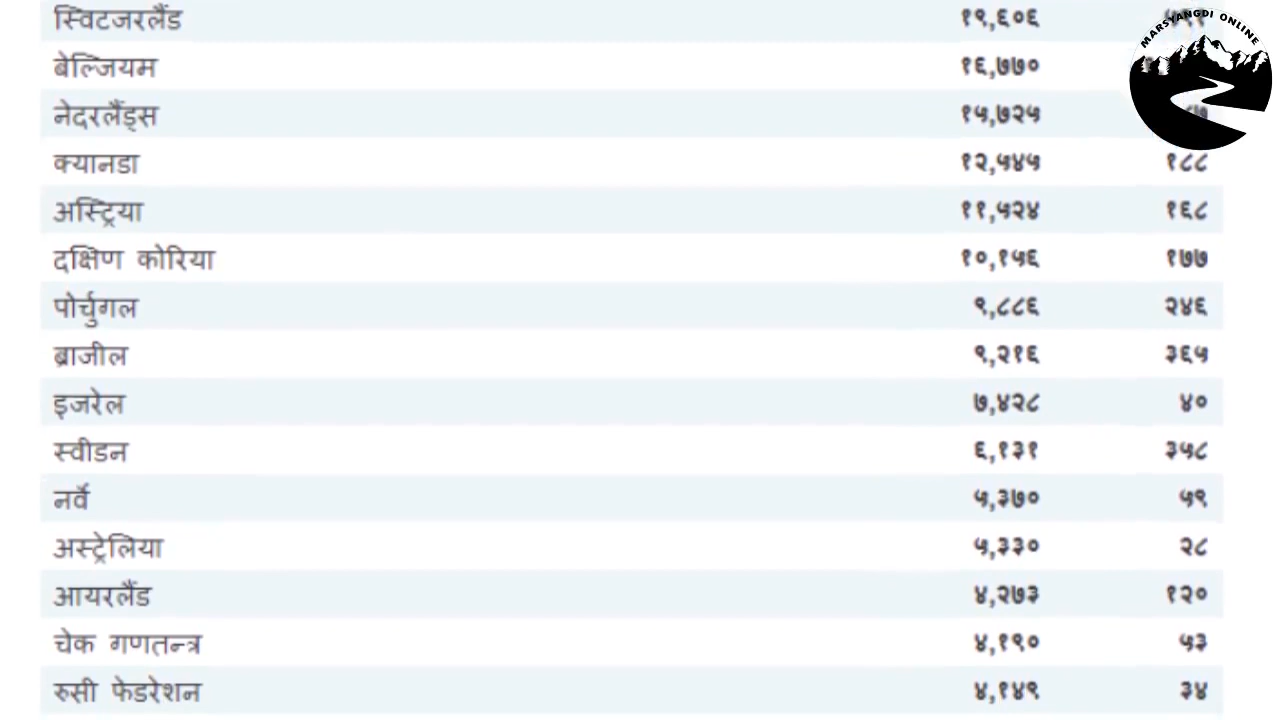 स्विटजरलैंड १९,६०६
MARSYANGDI ONLINE
बेल्जियम १६,७७०
नेदरलैंड्स १५,७२५
क्यानडा १२,५४५ १८८
अस्ट्रिया ११,५२४ १६८
दक्षिण कोरिया १०,१५६ १७७
पोर्चुगल ९,८८६ २४६
ब्राजील ९,२१६ ३६५
इजरेल ७,४२८ ४०
स्वीडन ६,१३१ ३५८
नर्वे ५,३७० ५९
अस्ट्रेलिया ५,३३० २८
आयरलैंड ४,२७३ १२०
चेक गणतन्त्र ४,१९० ५३
रुसी फेडरेशन ४,१४९ ३४